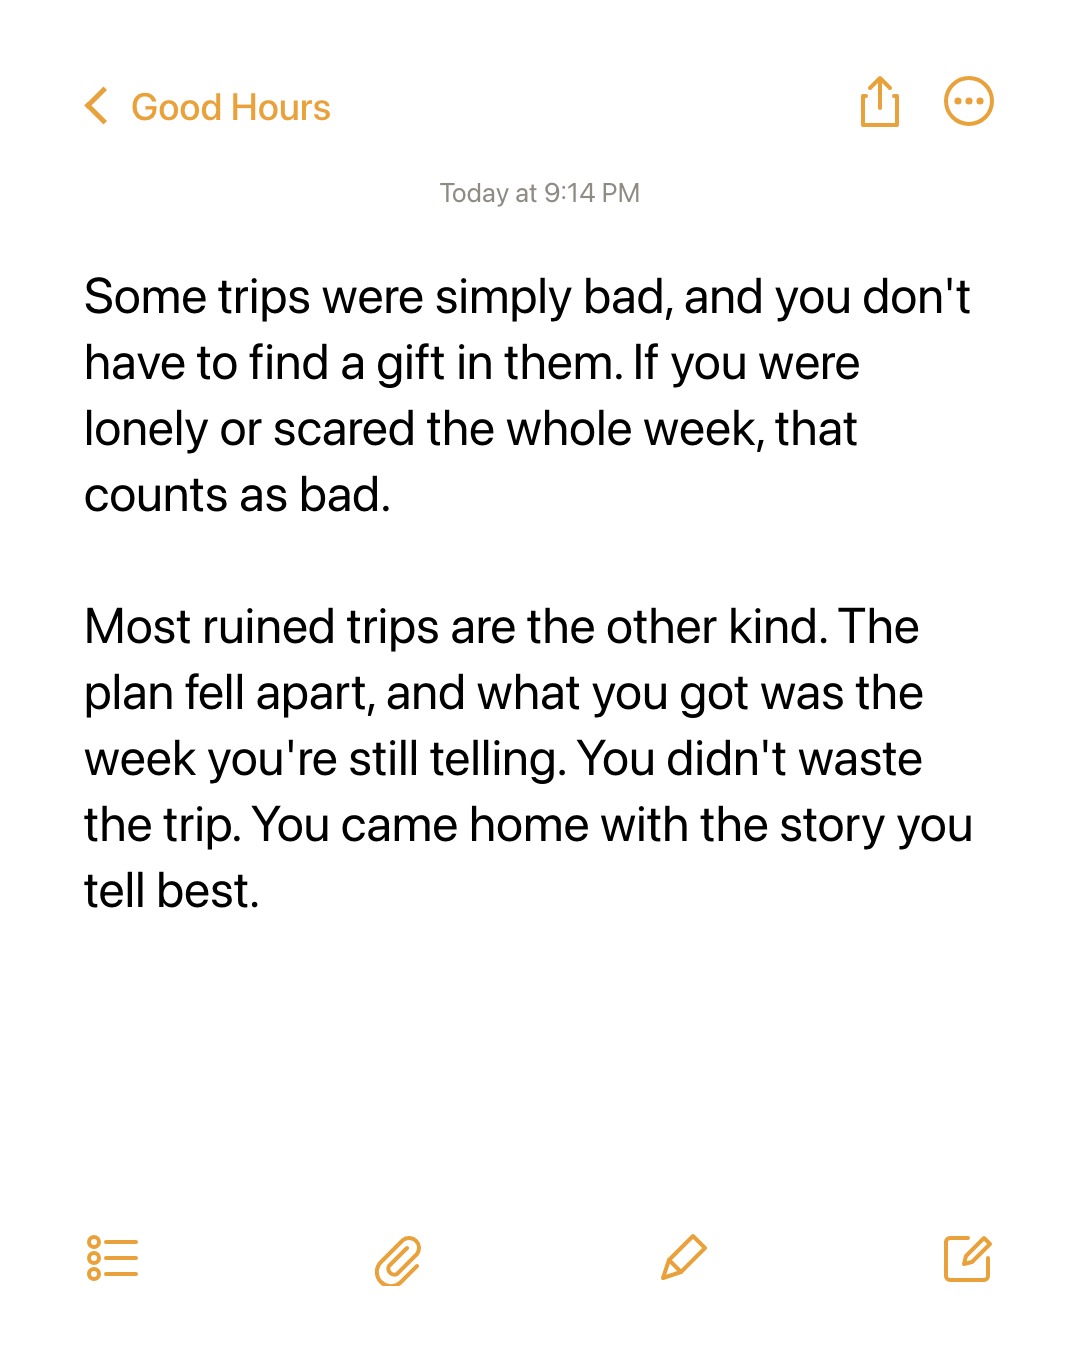 Good Hours
Today at 9:14 PM
Some trips were simply bad, and you don't
have to find a gift in them. If you were
lonely or scared the whole week, that
counts as bad.
Most ruined trips are the other kind. The
plan fell apart, and what you got was the
week you're still telling. You didn't waste
the trip. You came home with the story you
tell best.